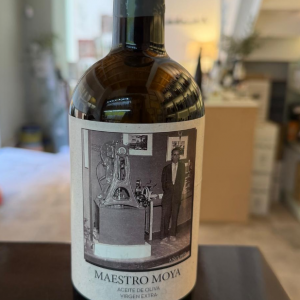 MAESTRO MOYA
ACEITE DE OLIVA
VIRGEN EXTRA